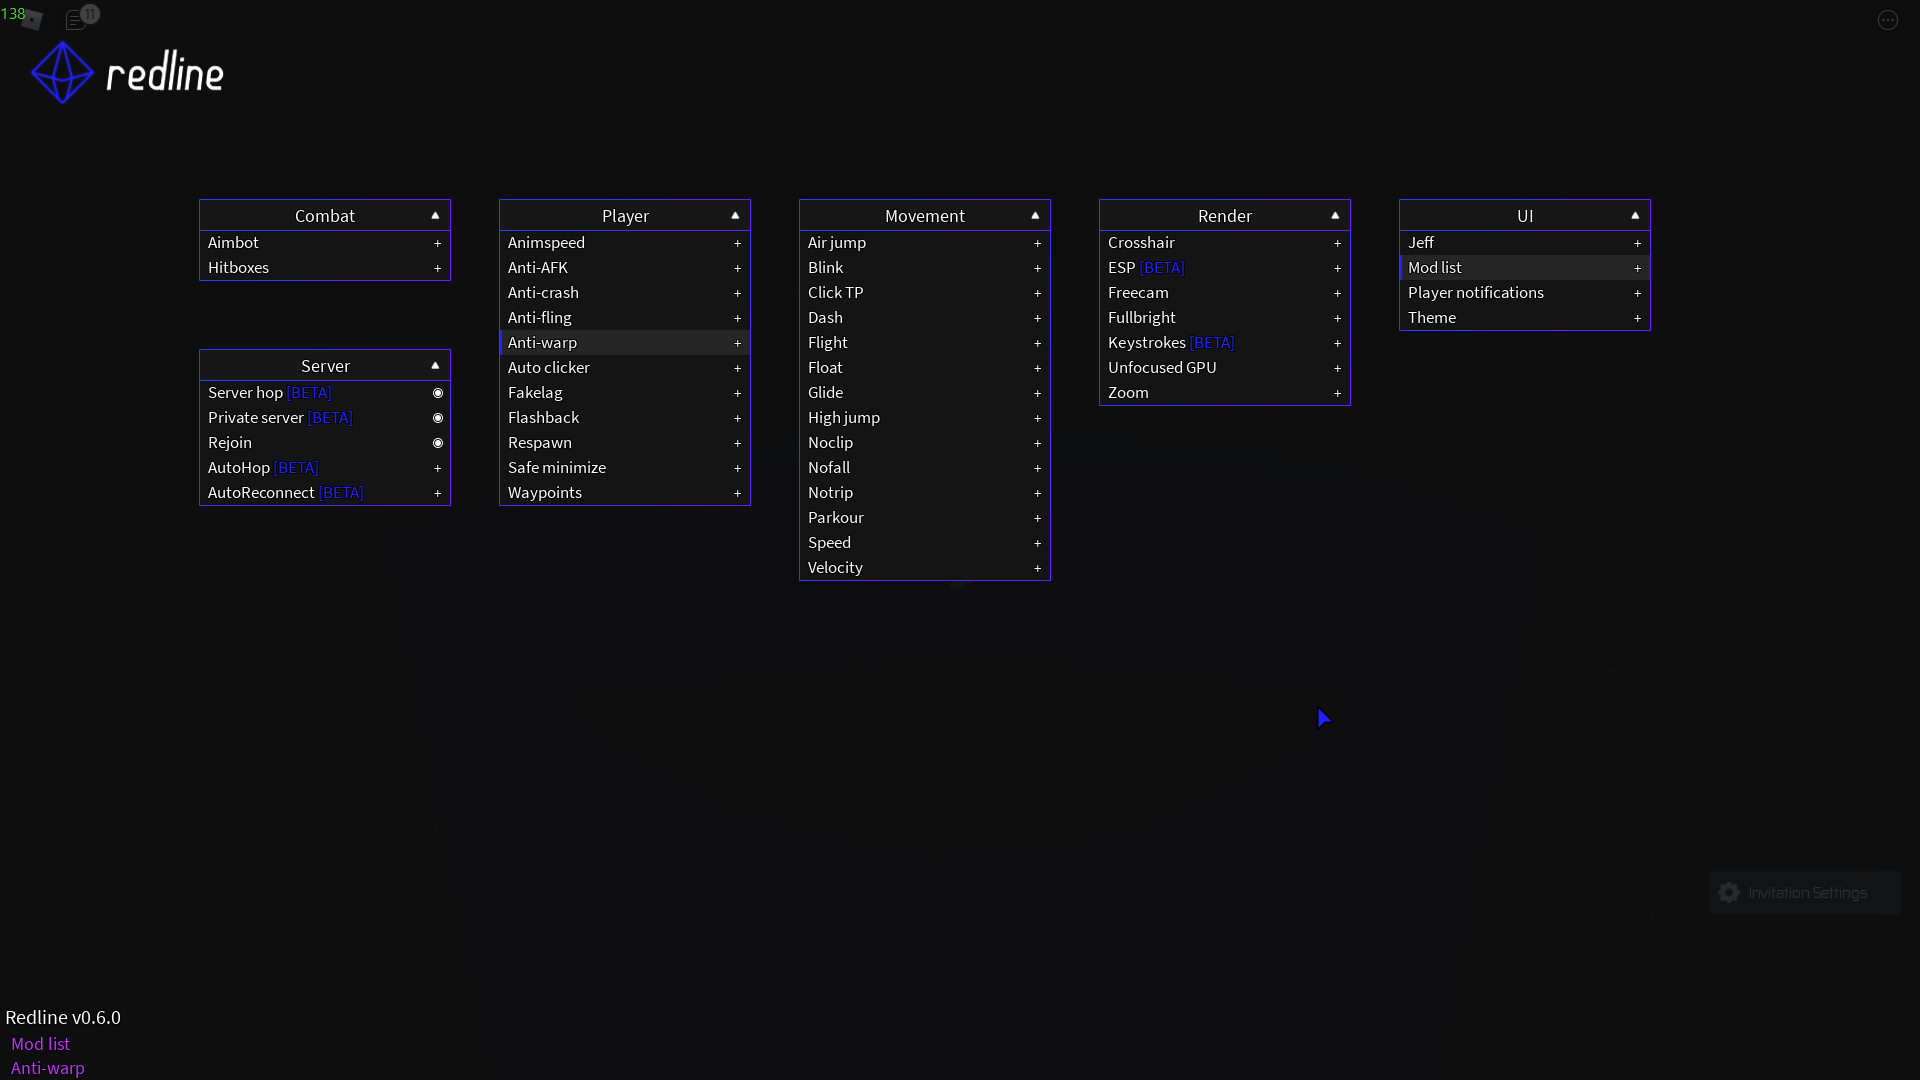 138
11
redline
Combat
Aimbot
Hitboxes
Server
Server hop [BETA]
Private server [BETA]
Rejoin
AutoHop [BETA]
AutoReconnect [BETA]
Player
Animspeed
Anti-AFK
Anti-crash
Anti-fling
Anti-warp
Auto clicker
Fakelag
Flashback
Respawn
Safe minimize
Waypoints
Movement
Air jump
Blink
Click TP
Dash
Flight
Float
Glide
High jump
Noclip
Nofall
Notrip
Parkour
Speed
Velocity
Render
Crosshair
ESP [BETA]
Freecam
Fullbright
Keystrokes [BETA]
Unfocused GPU
Zoom
UI
Jeff
Mod list
Player notifications
Theme
Invitation Settings
Redline v0.6.0
Mod list
Anti-warp